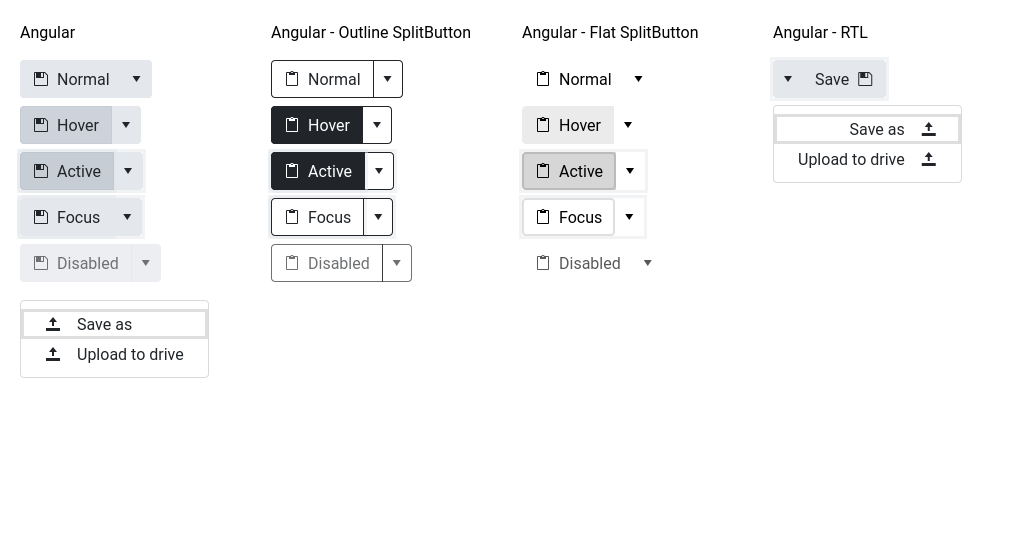 Angular
Normal
Hover
Active
Focus
Disabled
Save as
Upload to drive
Angular - Outline SplitButton
Normal
Hover
Active
Focus
Disabled
Angular - Flat SplitButton
Normal
Hover
Active
Focus
Disabled
Angular - RTL
Save
Save as
Upload to drive